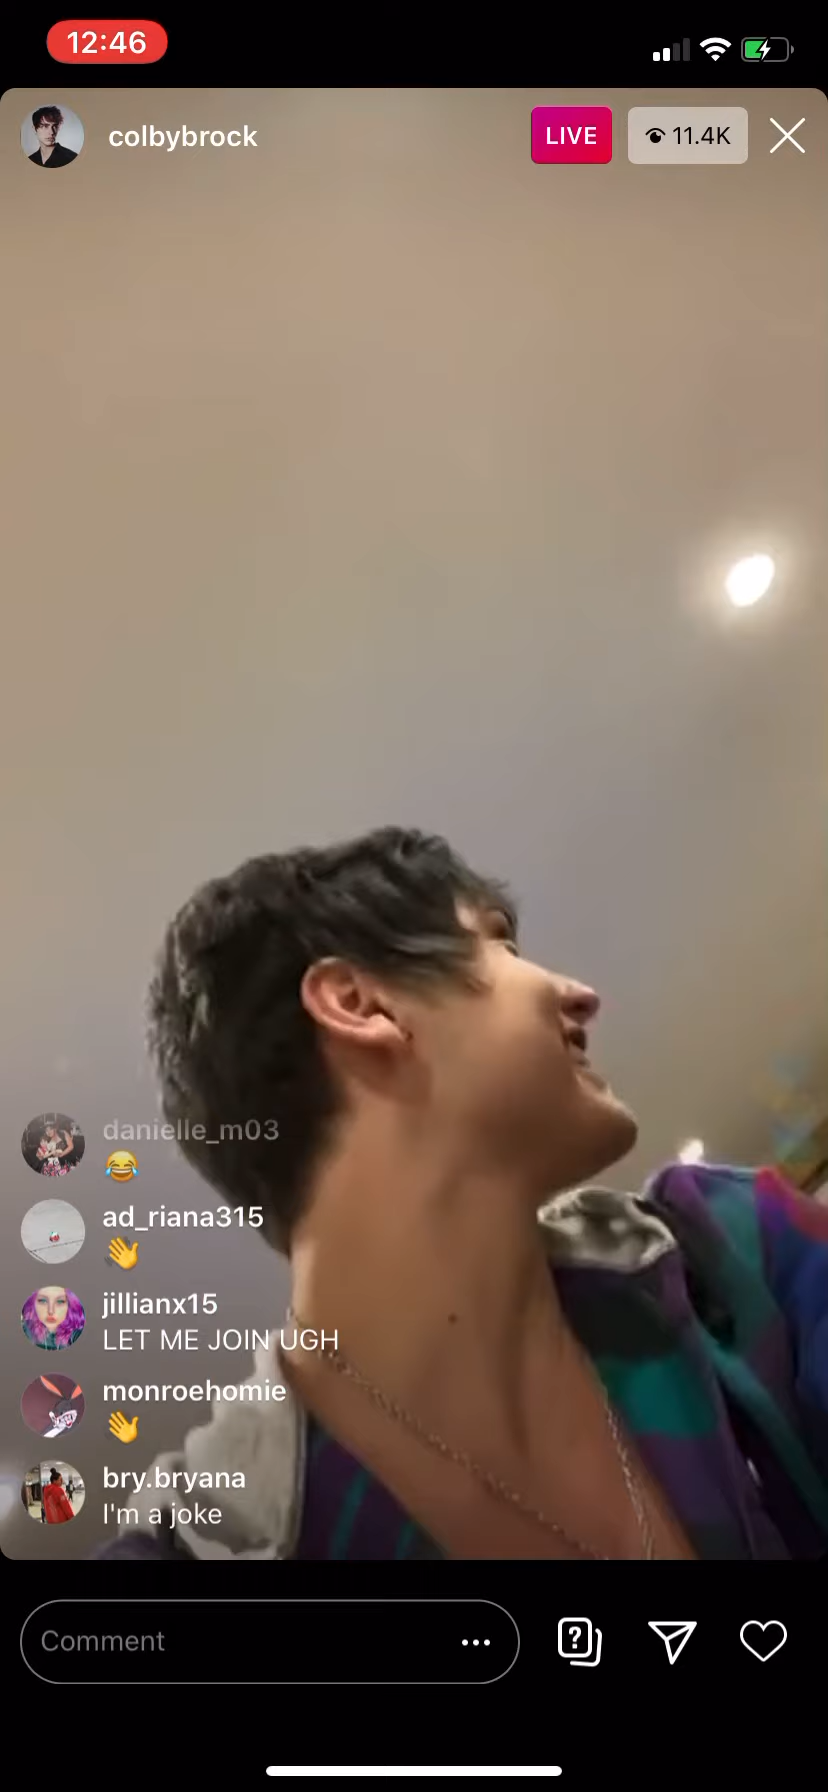 12:46
colbybrock
LIVE
11.4K
danielle_m03
😂
ad_riana315
👋
jillianx15
LET ME JOIN UGH
monroehomie
👋
bry.bryana
I'm a joke
Comment